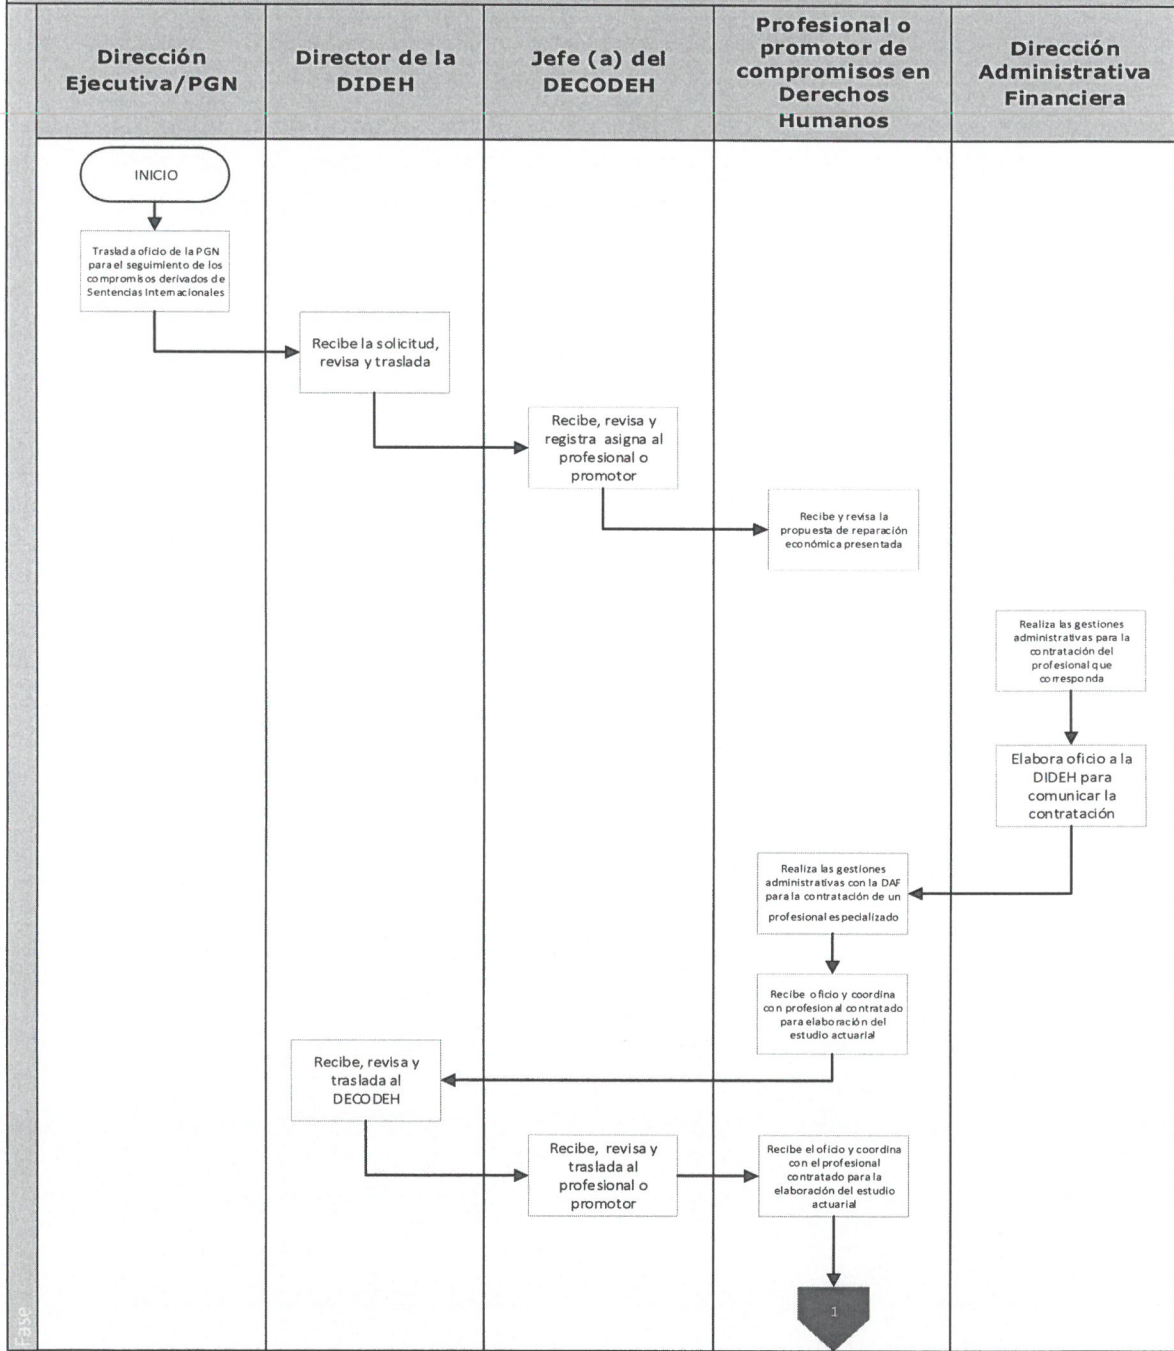 Dirección
Ejecutiva/PGN
Director de la
DIDEH
Jefe (a) del
DECODEH
Profesional o
promotor de
compromisos en
Derechos
Humanos
Dirección
Administrativa
Financiera
INICIO
Traslada oficio de la PGN
para el seguimiento de los
compromisos derivados de
Sentencias Internacionales
Recibe la solicitud,
revisa y traslada
Recibe, revisa y
registra asigna al
profesional o
promotor
Recibe y revisa la
propuesta de reparación
económica presentada
Realiza las gestiones
administrativas para la
contratación del
profesional que
corresponda
Elabora oficio a la
DIDEH para
comunicar la
contratación
Realiza las gestiones
administrativas con la DAF
para la contratación de un
profesional especializado
Recibe oficio y coordina
con profesional contratado
para elaboración del
estudio actuarial
Recibe, revisa y
traslada al
DECODEH
Recibe, revisa y
traslada al
profesional o
promotor
Recibe el oficio y coordina
con el profesional
contratado para la
elaboración del estudio
actuarial
1
Fase